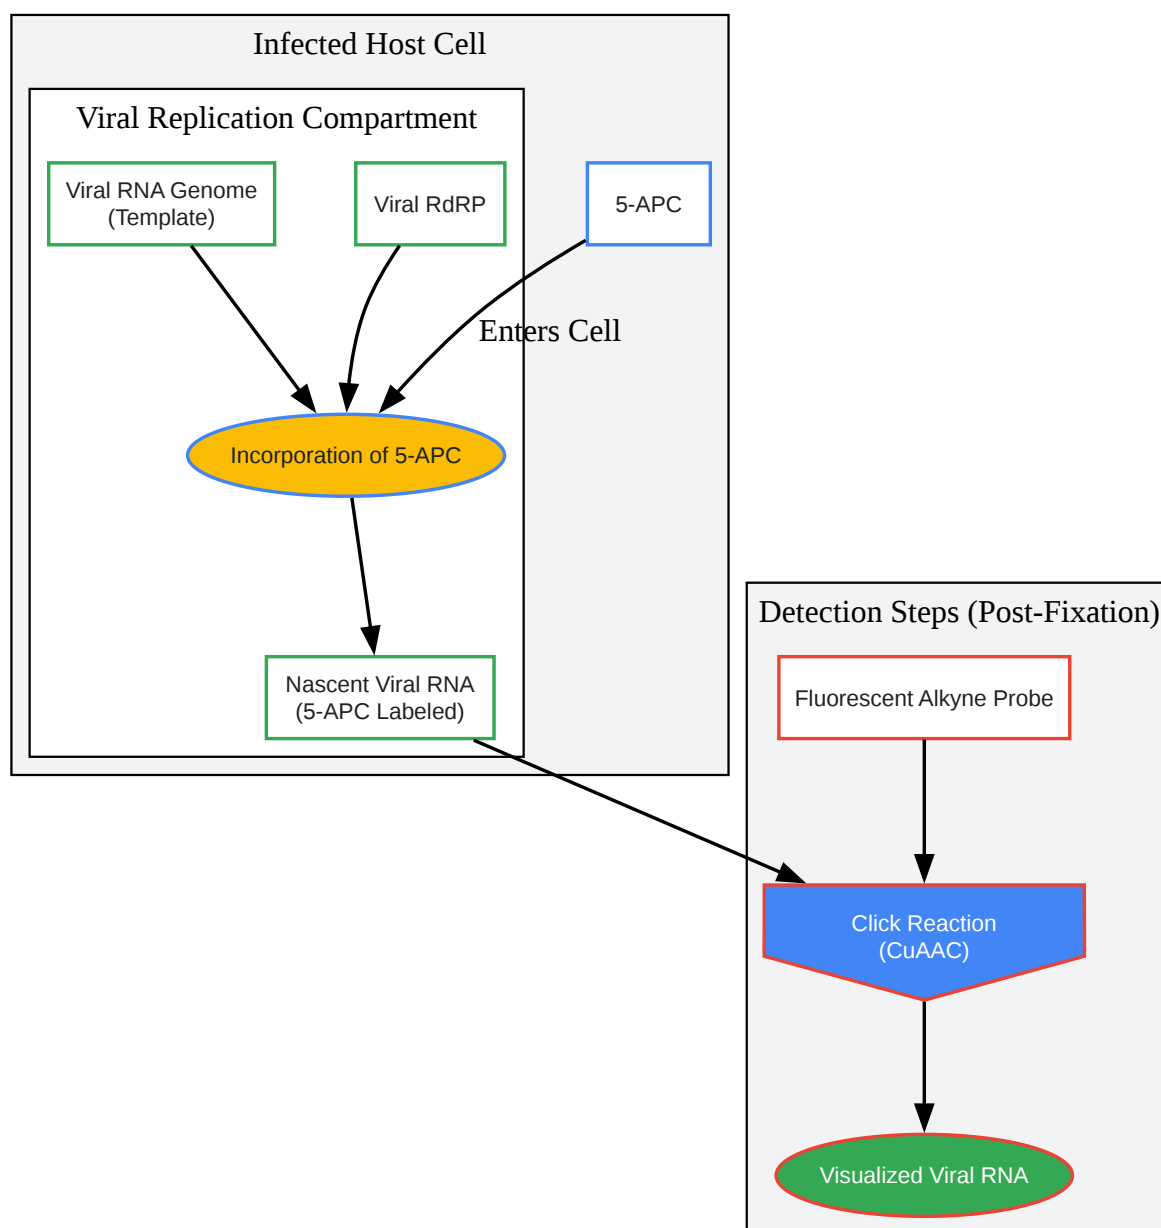 Infected Host Cell
Viral Replication Compartment
Viral RNA Genome
(Template)
Viral RdRP
5-APC
Enters Cell
Incorporation of 5-APC
Nascent Viral RNA
(5-APC Labeled)
Detection Steps (Post-Fixation)
Fluorescent Alkyne Probe
Click Reaction
(CuAAC)
Visualized Viral RNA